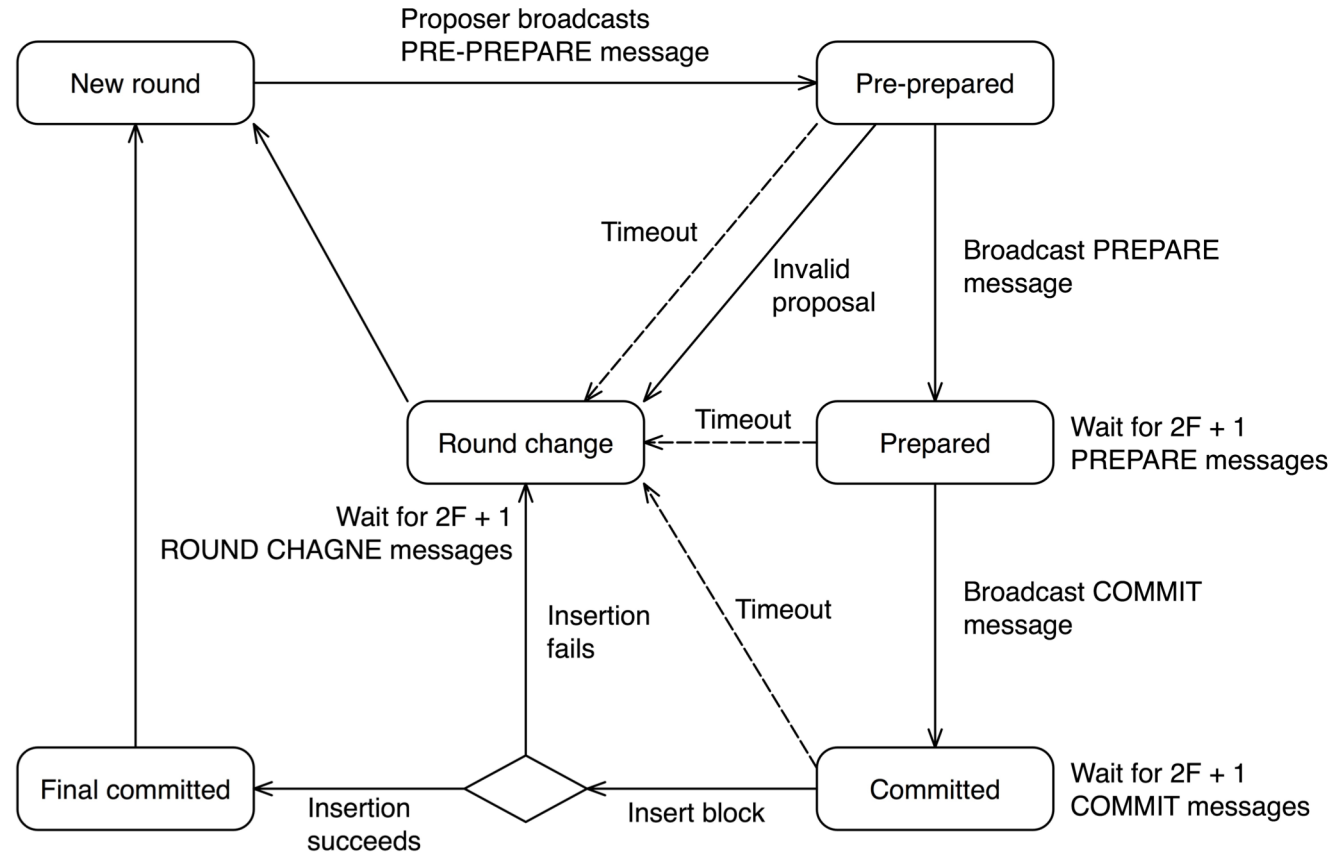 Proposer broadcasts
PRE-PREPARE message
New round
Pre-prepared
Timeout
Invalid
proposal
Broadcast PREPARE
message
Round change
Timeout
Prepared
Wait for 2F + 1
PREPARE messages
Wait for 2F + 1
ROUND CHAGNE messages
Insertion
fails
Timeout
Broadcast COMMIT
message
Final committed
Insertion
succeeds
Insert block
Committed
Wait for 2F + 1
COMMIT messages